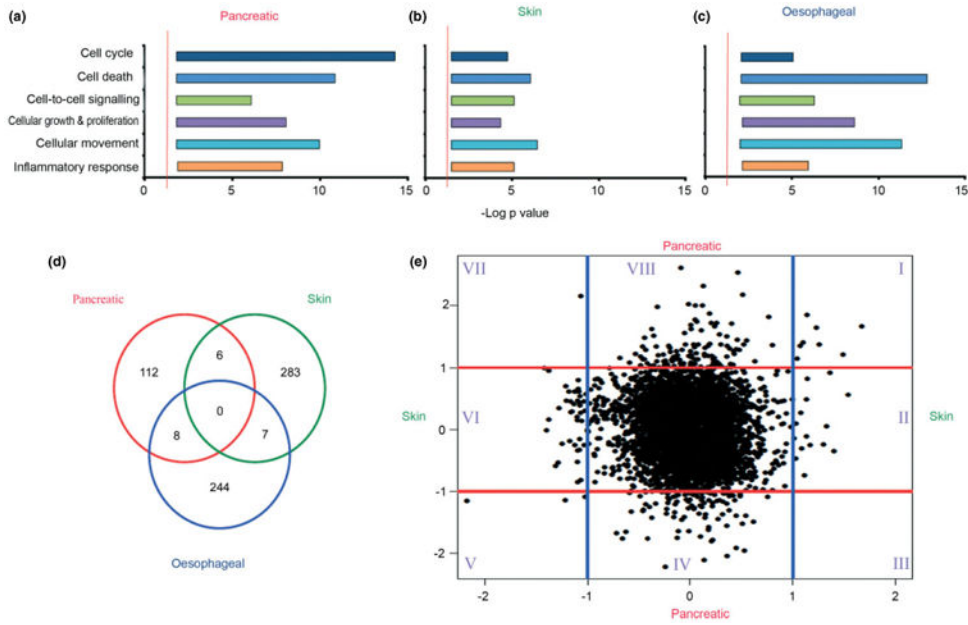 (a)
Pancreatic
(b)
Skin
(c)
Oesophageal
Cell cycle
Cell death
Cell-to-cell signalling
Cellular growth & proliferation
Cellular movement
Inflammatory response
0 5 10 15
0 5 10 15
0 5 10 15
-Log p value
(d)
Pancreatic
Skin
112
6
283
0
8
7
244
Oesophageal
(e)
Pancreatic
VII VIII I
2
1
Skin
0
VI II
Skin
-1
-2
V IV III
-2 -1 0 1 2
Pancreatic